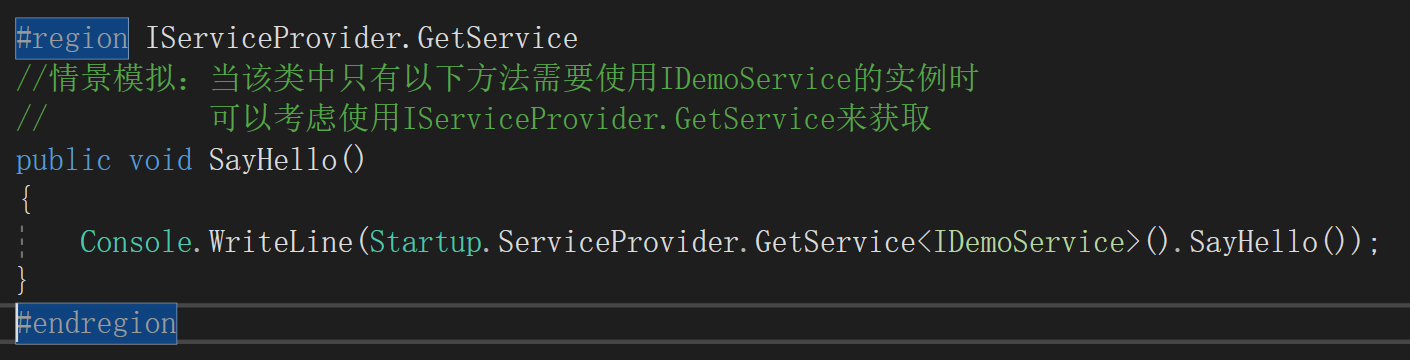 #region IServiceProvider.GetService
//情景模拟：当该类中只有以下方法需要使用IDemoService的实例时
//          可以考虑使用IServiceProvider.GetService来获取
public void SayHello()
{
    Console.WriteLine(Startup.ServiceProvider.GetService<IDemoService>().SayHello());
}
#endregion